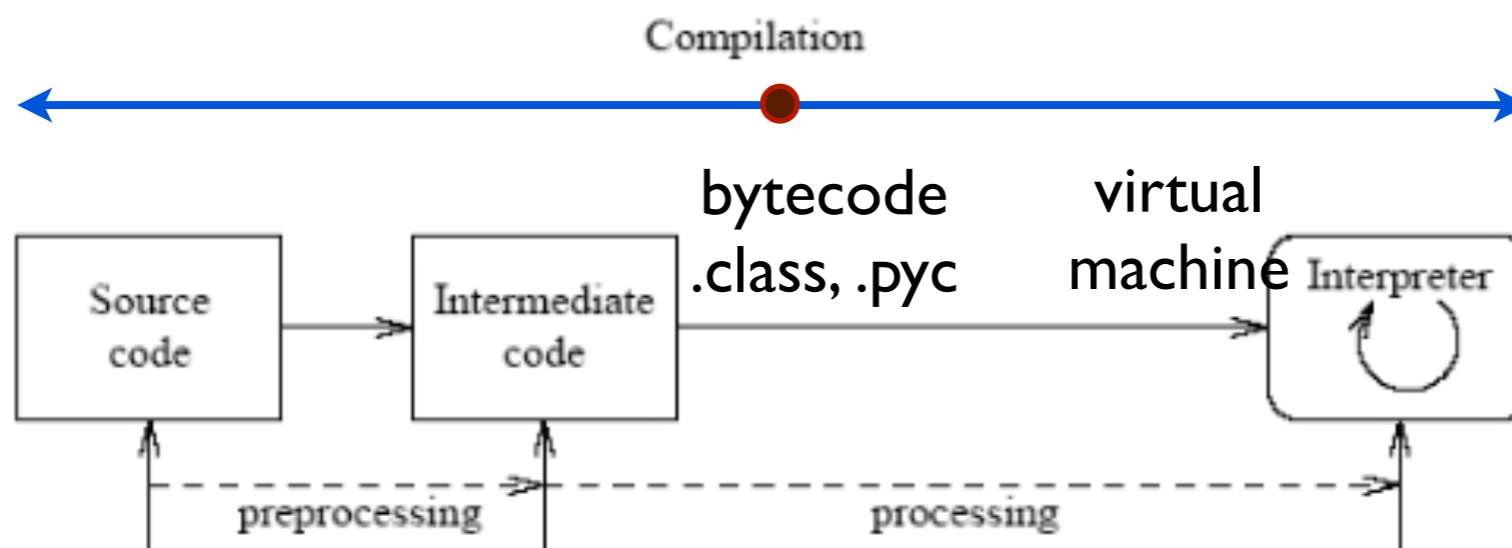 Compilation
bytecode
.class, .pyc
virtual
machine
Source
code
Intermediate
code
Interpreter
preprocessing
processing